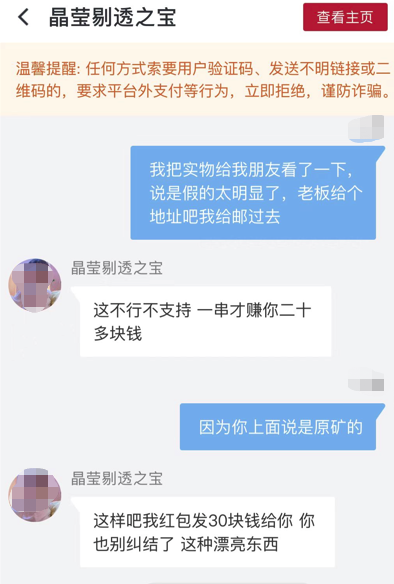 晶莹剔透之宝
查看主页
温馨提醒: 任何方式索要用户验证码、发送不明链接或二
维码的，要求平台外支付等行为，立即拒绝，谨防诈骗。
我把实物给我朋友看了一下，
说是假的太明显了，老板给个
地址吧我给邮过去
晶莹剔透之宝
这不行不支持 一串才赚你二十
多块钱
因为你上面说是原矿的
晶莹剔透之宝
这样吧我红包发30块钱给你 你
也别纠结了 这种漂亮东西